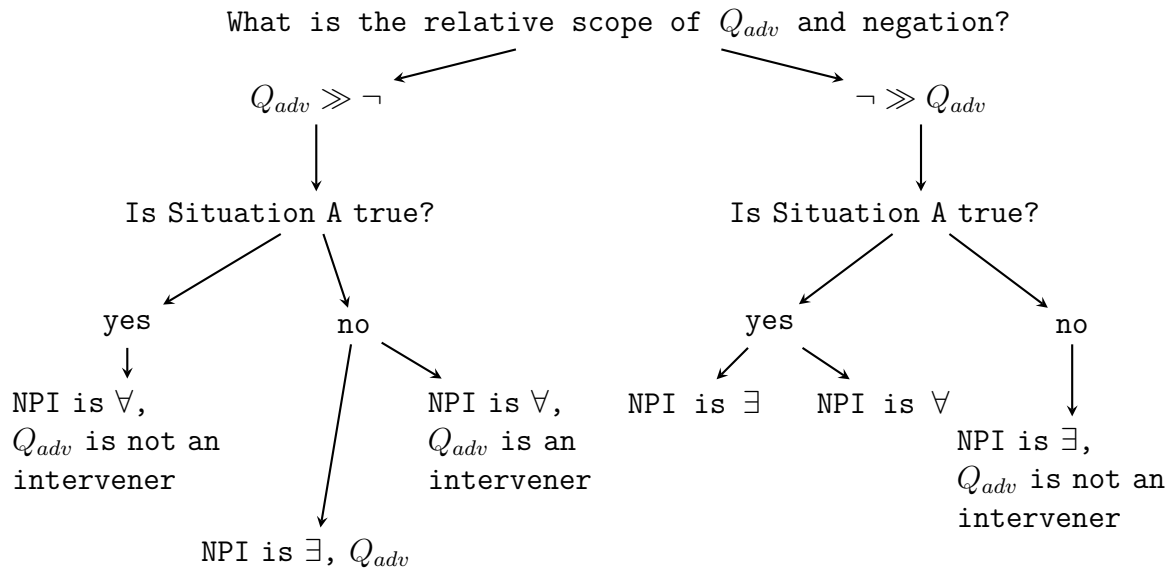 What is the relative scope of Q_adv and negation?
Q_adv ≫ ¬
¬ ≫ Q_adv
Is Situation A true?
Is Situation A true?
yes
no
yes
no
NPI is ∀,
Q_adv is not an
intervener
NPI is ∀,
Q_adv is an
intervener
NPI is ∃
NPI is ∀
NPI is ∃,
Q_adv is not an
intervener
NPI is ∃, Q_adv